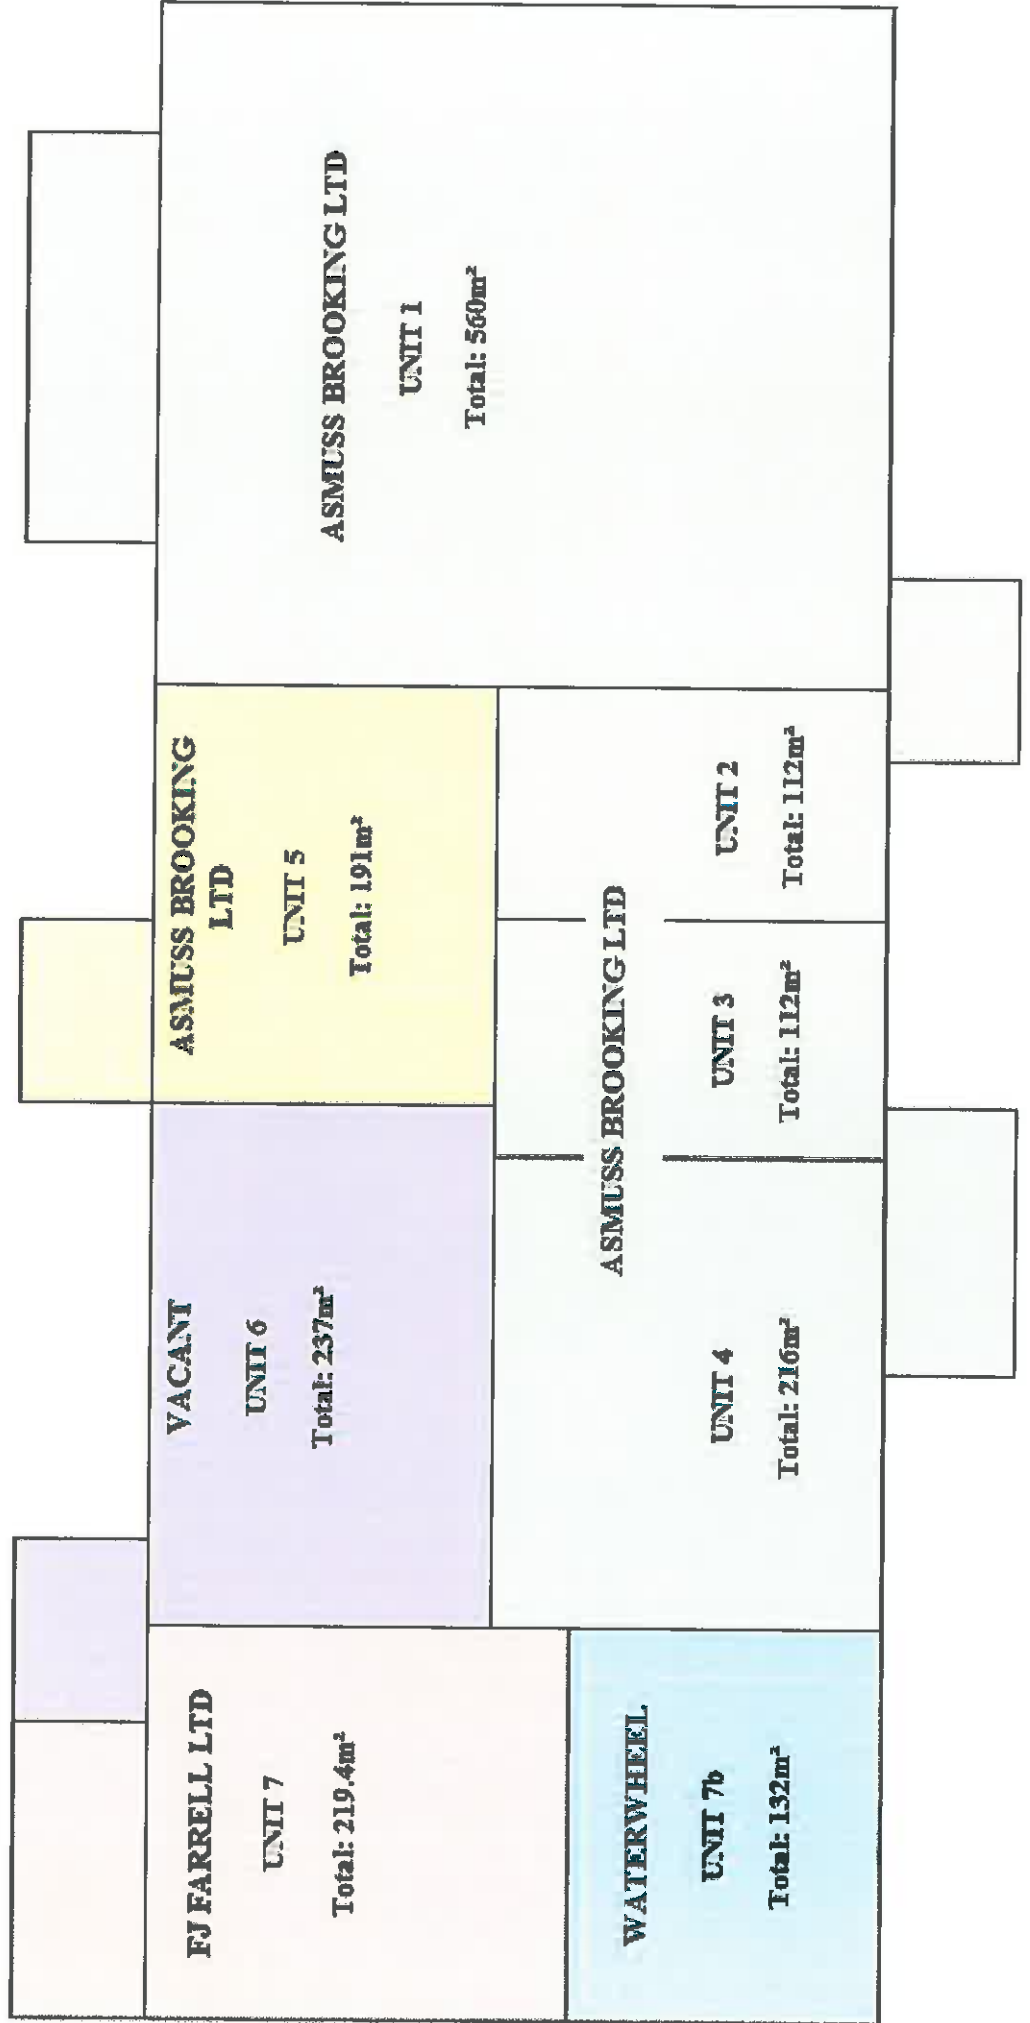 FJ FARRELL LTD
UNIT 7
Total: 219.4m²
VACANT
UNIT 6
Total: 237m²
ASMUSS BROOKING
LTD
UNIT 5
Total: 191m²
ASMUSS BROOKING LTD
UNIT 1
Total: 560m²
WATERWHEEL
UNIT 7b
Total: 132m²
ASMUSS BROOKING LTD
UNIT 4
Total: 216m²
UNIT 3
Total: 112m²
UNIT 2
Total: 112m²